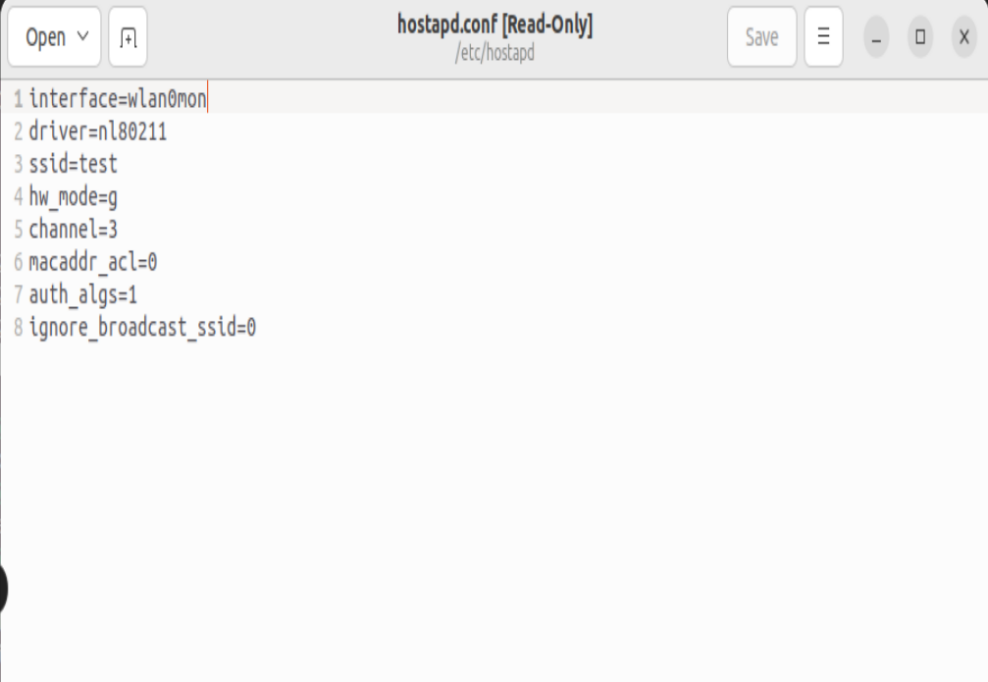 Open
hostapd.conf [Read-Only]
/etc/hostapd
Save
1 interface=wlan0mon
2 driver=nl80211
3 ssid=test
4 hw_mode=g
5 channel=3
6 macaddr_acl=0
7 auth_algs=1
8 ignore_broadcast_ssid=0